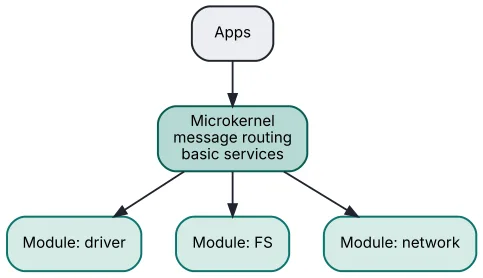 Apps
Microkernel
message routing
basic services
Module: driver
Module: FS
Module: network